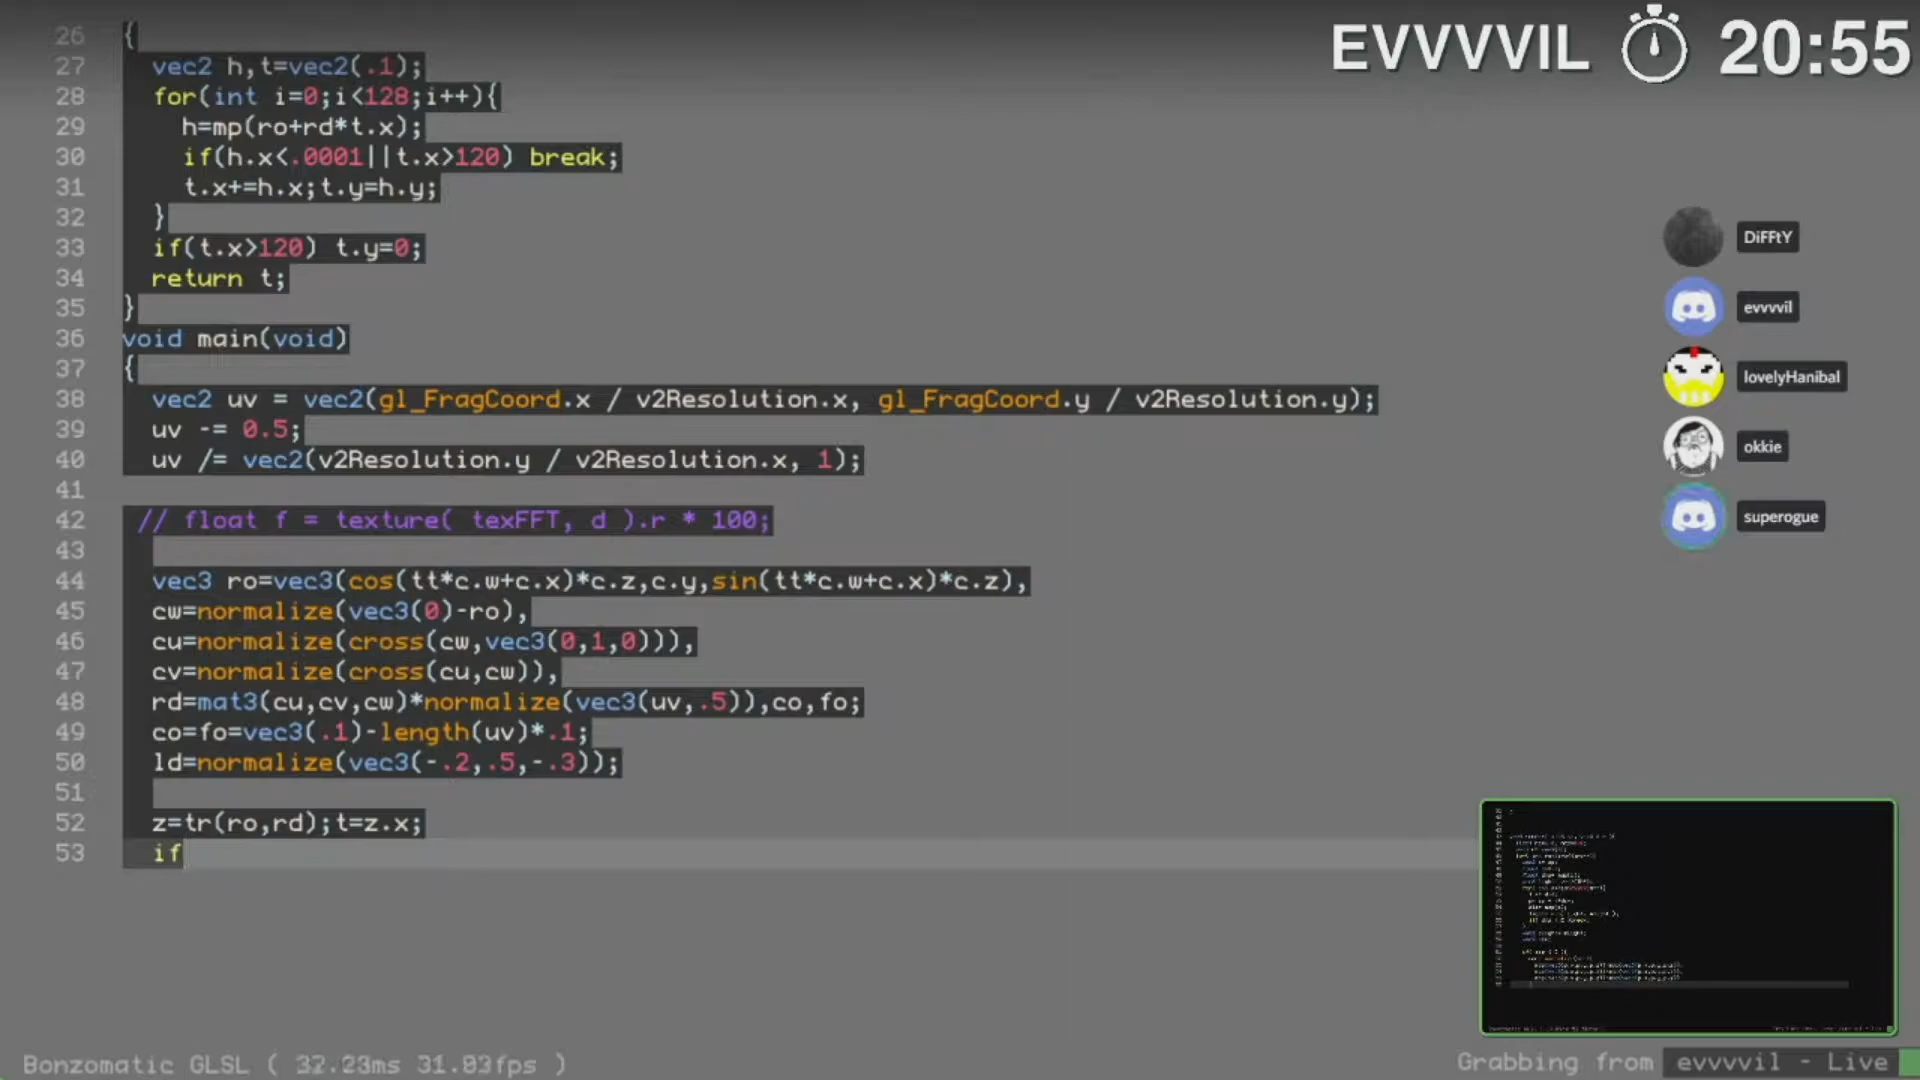 EVVVVIL 20:55
26 {
27 vec2 h,t=vec2(.1);
28 for(int i=0;i<128;i++){
29 h=mp(ro+rd*t.x);
30 if(h.x<.0001||t.x>120) break;
31 t.x+=h.x;t.y=h.y;
32 }
33 if(t.x>120) t.y=0;
34 return t;
35 }
36 void main(void)
37 {
38 vec2 uv = vec2(gl_FragCoord.x / v2Resolution.x, gl_FragCoord.y / v2Resolution.y);
39 uv -= 0.5;
40 uv /= vec2(v2Resolution.y / v2Resolution.x, 1);
41
42 // float f = texture( texFFT, d ).r * 100;
43
44 vec3 ro=vec3(cos(tt*c.w+c.x)*c.z,c.y,sin(tt*c.w+c.x)*c.z),
45 cw=normalize(vec3(0)-ro),
46 cu=normalize(cross(cw,vec3(0,1,0))),
47 cv=normalize(cross(cu,cw)),
48 rd=mat3(cu,cv,cw)*normalize(vec3(uv,.5)),co,fo;
49 co=fo=vec3(.1)-length(uv)*.1;
50 ld=normalize(vec3(-.2,.5,-.3));
51
52 z=tr(ro,rd);t=z.x;
53 if
DiFFtY
evvvvil
lovelyHanibal
okkie
superogue
Bonzomatic GLSL ( 32.23ms 31.03fps )
Grabbing from evvvvil - Live